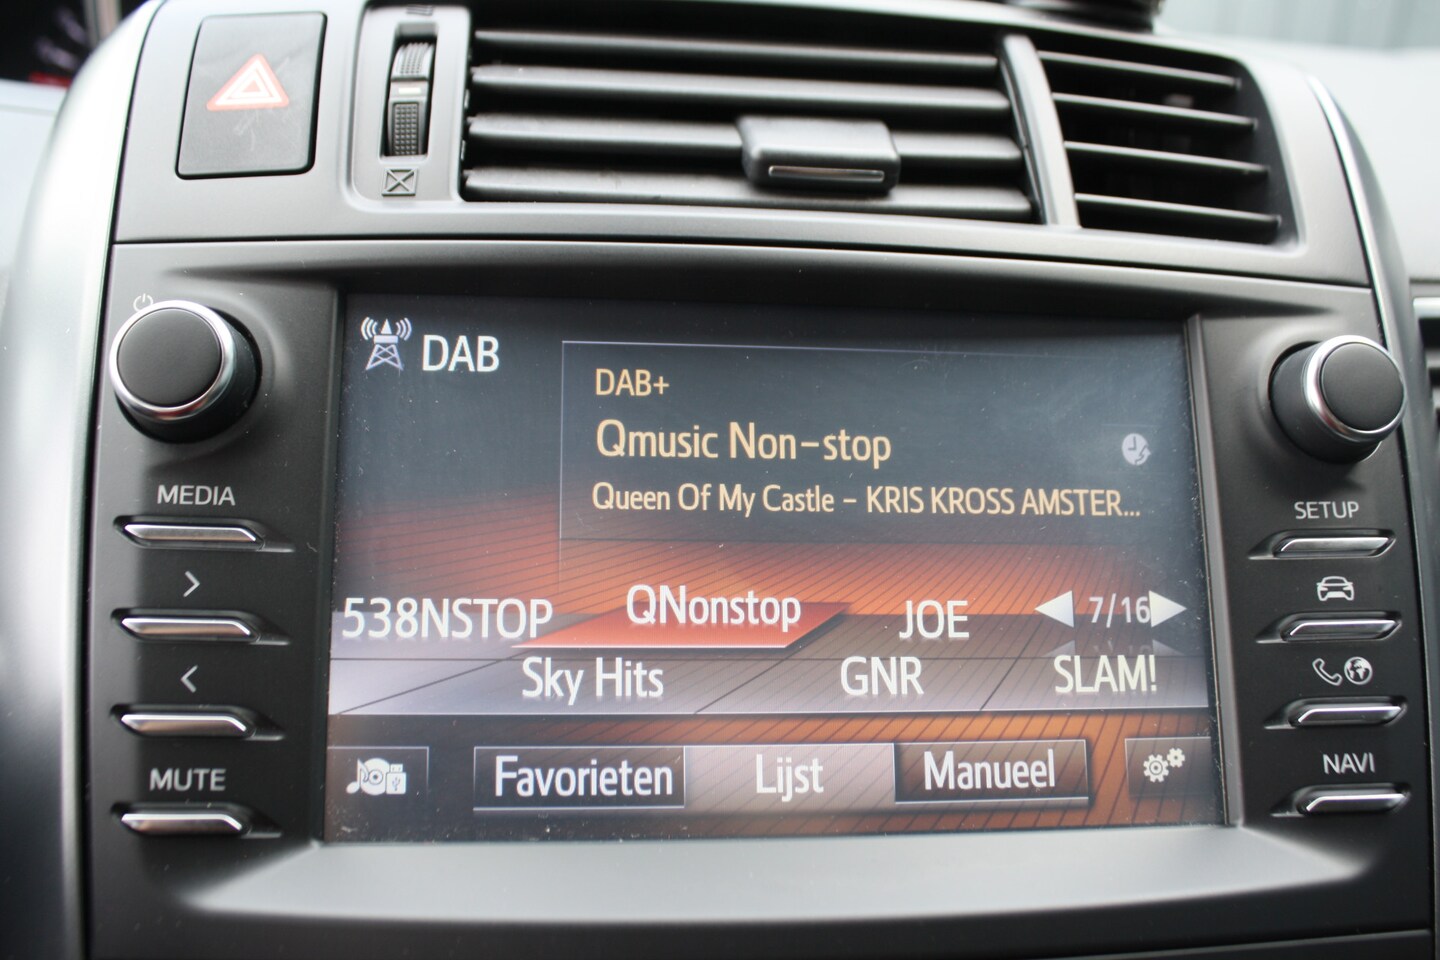 DAB
DAB+
Qmusic Non-stop
Queen Of My Castle - KRIS KROSS AMSTER...
538NSTOP QNonstop JOE 7/16
Sky Hits GNR SLAM!
Favorieten Lijst Manueel
MEDIA
MUTE
SETUP
NAVI